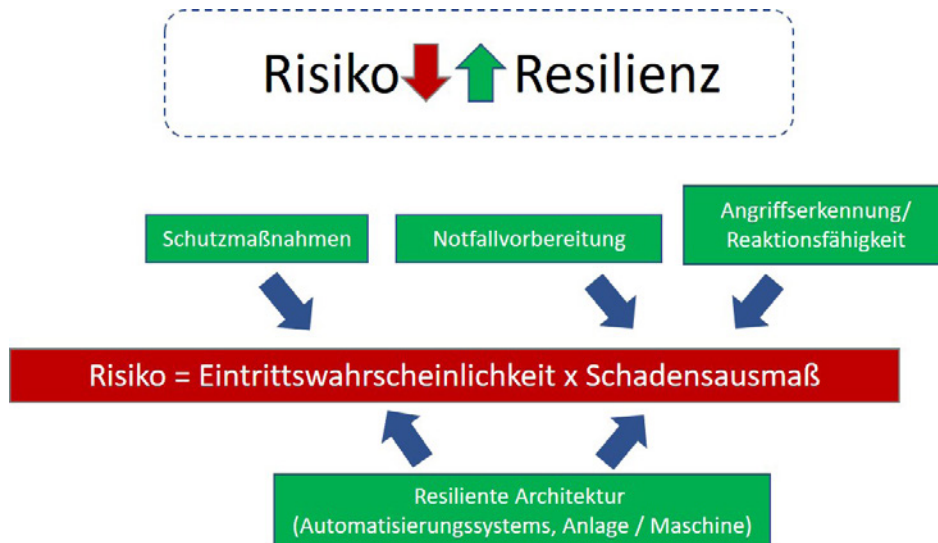 Risiko Resilienz
Schutzmaßnahmen
Notfallvorbereitung
Angriffserkennung/
Reaktionsfähigkeit
Risiko = Eintrittswahrscheinlichkeit x Schadensausmaß
Resiliente Architektur
(Automatisierungssystems, Anlage / Maschine)